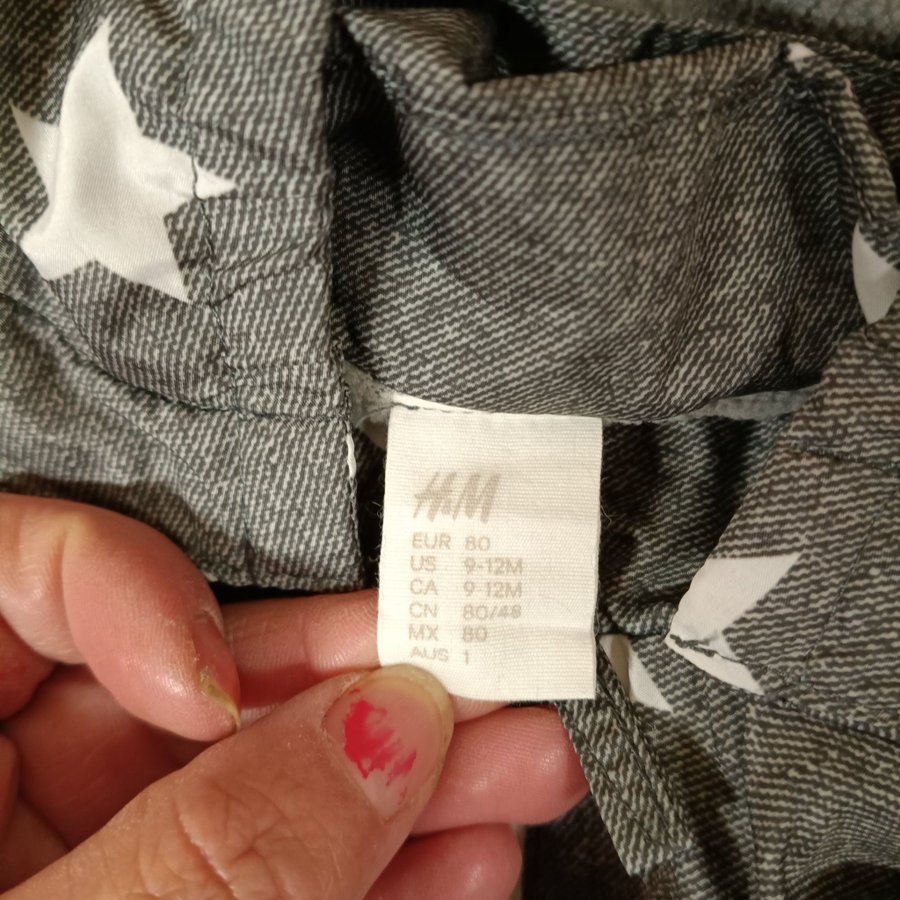 H&M
EUR 80
US 9-12M
CA 9-12M
CN 80/48
MX 80
AUS 1